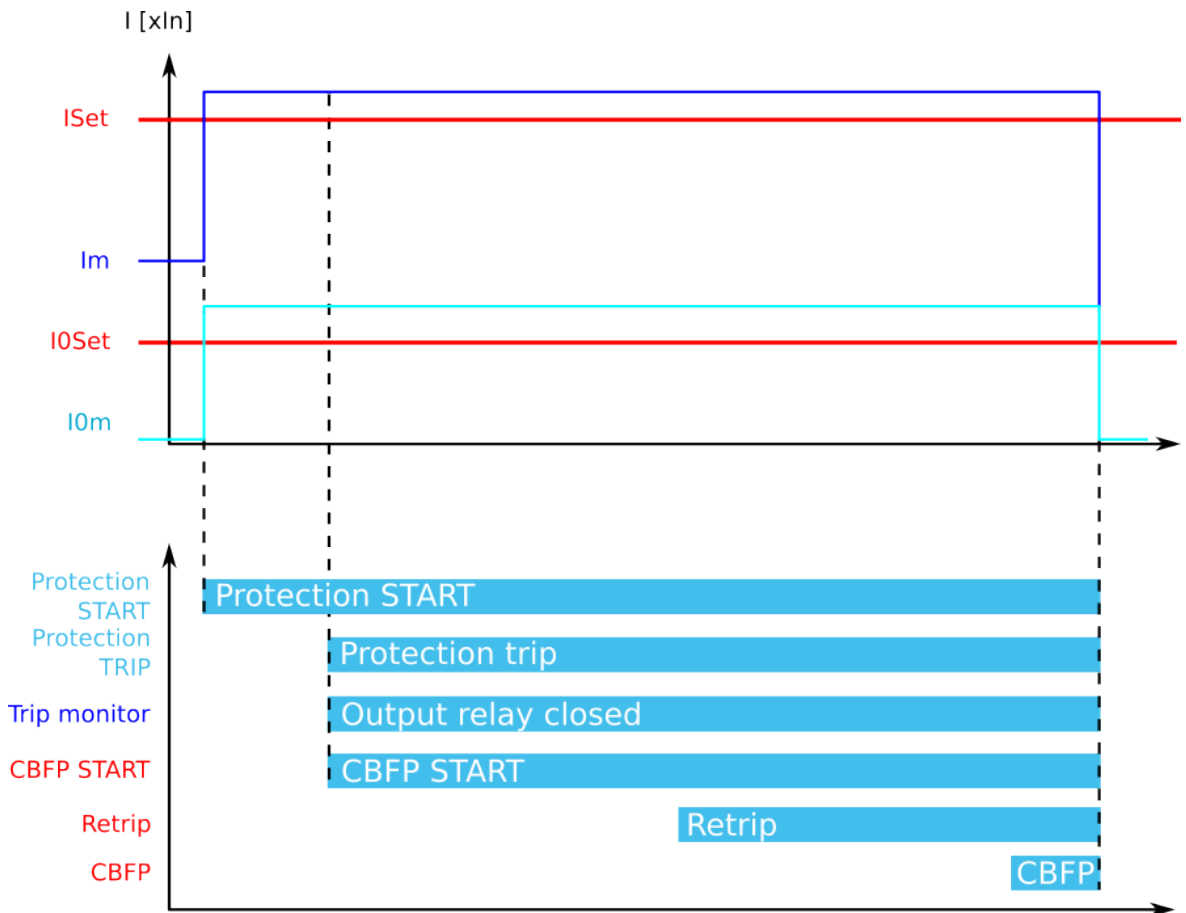 I [xIn]
ISet
Im
I0Set
I0m
Protection
START
Protection START
Protection
TRIP
Protection trip
Trip monitor
Output relay closed
CBFP START
CBFP START
Retrip
Retrip
CBFP
CBFP